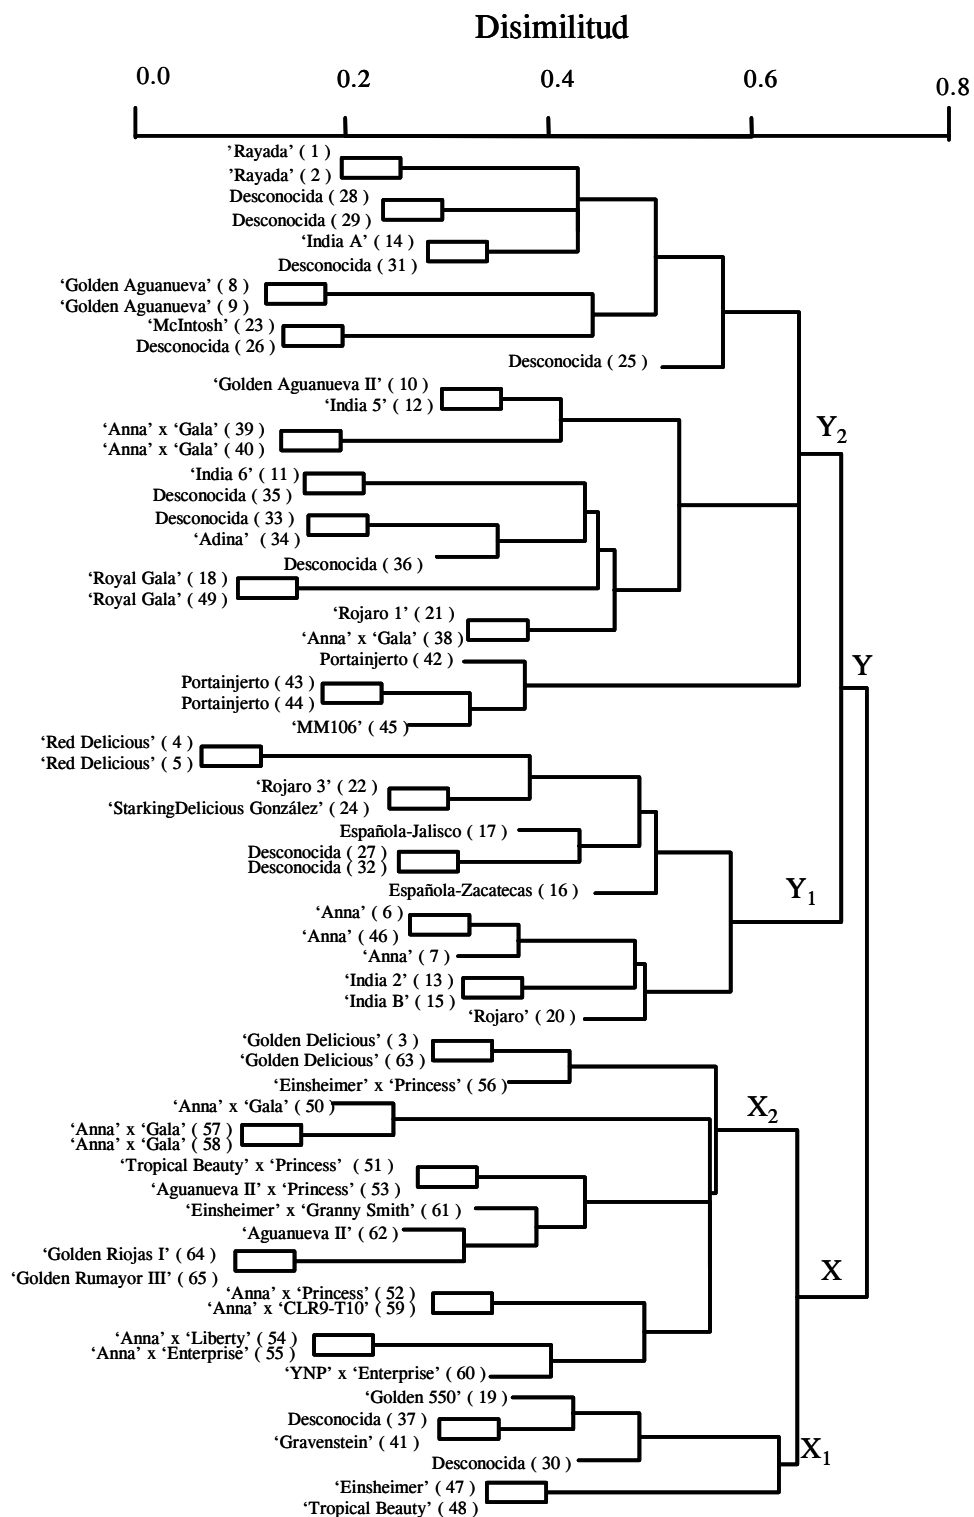 Disimilitud
0.0 0.2 0.4 0.6 0.8
’Rayada’ ( 1 )
’Rayada’ ( 2 )
Desconocida ( 28 )
Desconocida ( 29 )
‘India A’ ( 14 )
Desconocida ( 31 )
‘Golden Aguanueva’ ( 8 )
‘Golden Aguanueva’ ( 9 )
‘McIntosh’ ( 23 )
Desconocida ( 26 )
Desconocida ( 25 )
‘Golden Aguanueva II’ ( 10 )
‘India 5’ ( 12 )
Y2
‘Anna’ x ‘Gala’ ( 39 )
‘Anna’ x ‘Gala’ ( 40 )
‘India 6’ ( 11 )
Desconocida ( 35 )
Desconocida ( 33 )
‘Adina’ ( 34 )
Desconocida ( 36 )
‘Royal Gala’ ( 18 )
‘Royal Gala’ ( 49 )
‘Rojaro 1’ ( 21 )
‘Anna’ x ‘Gala’ ( 38 )
Portainjerto ( 42 )
Y
Portainjerto ( 43 )
Portainjerto ( 44 )
‘MM106’ ( 45 )
‘Red Delicious’ ( 4 )
‘Red Delicious’ ( 5 )
‘Rojaro 3’ ( 22 )
‘StarkingDelicious González’ ( 24 )
Española-Jalisco ( 17 )
Desconocida ( 27 )
Desconocida ( 32 )
Española-Zacatecas ( 16 )
Y1
‘Anna’ ( 6 )
‘Anna’ ( 46 )
‘Anna’ ( 7 )
‘India 2’ ( 13 )
‘India B’ ( 15 )
‘Rojaro’ ( 20 )
‘Golden Delicious’ ( 3 )
‘Golden Delicious’ ( 63 )
‘Einsheimer’ x ‘Princess’ ( 56 )
‘Anna’ x ‘Gala’ ( 50 )
X2
‘Anna’ x ‘Gala’ ( 57 )
‘Anna’ x ‘Gala’ ( 58 )
‘Tropical Beauty’ x ‘Princess’ ( 51 )
‘Aguanueva II’ x ‘Princess’ ( 53 )
‘Einsheimer’ x ‘Granny Smith’ ( 61 )
‘Aguanueva II’ ( 62 )
‘Golden Riojas I’ ( 64 )
‘Golden Rumayor III’ ( 65 )
X
‘Anna’ x ‘Princess’ ( 52 )
‘Anna’ x ‘CLR9-T10’ ( 59 )
‘Anna’ x ‘Liberty’ ( 54 )
‘Anna’ x ‘Enterprise’ ( 55 )
‘YNP’ x ‘Enterprise’ ( 60 )
‘Golden 550’ ( 19 )
Desconocida ( 37 )
‘Gravenstein’ ( 41 )
X1
Desconocida ( 30 )
‘Einsheimer’ ( 47 )
‘Tropical Beauty’ ( 48 )